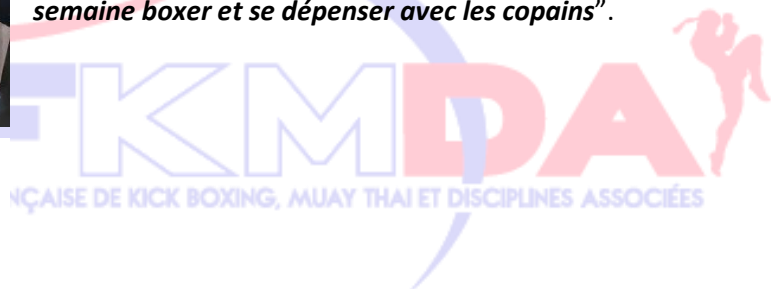 semaine boxer et se dépenser avec les copains”.
FKMDA
NÇAISE DE KICK BOXING, MUAY THAI ET DISCIPLINES ASSOCIÉES